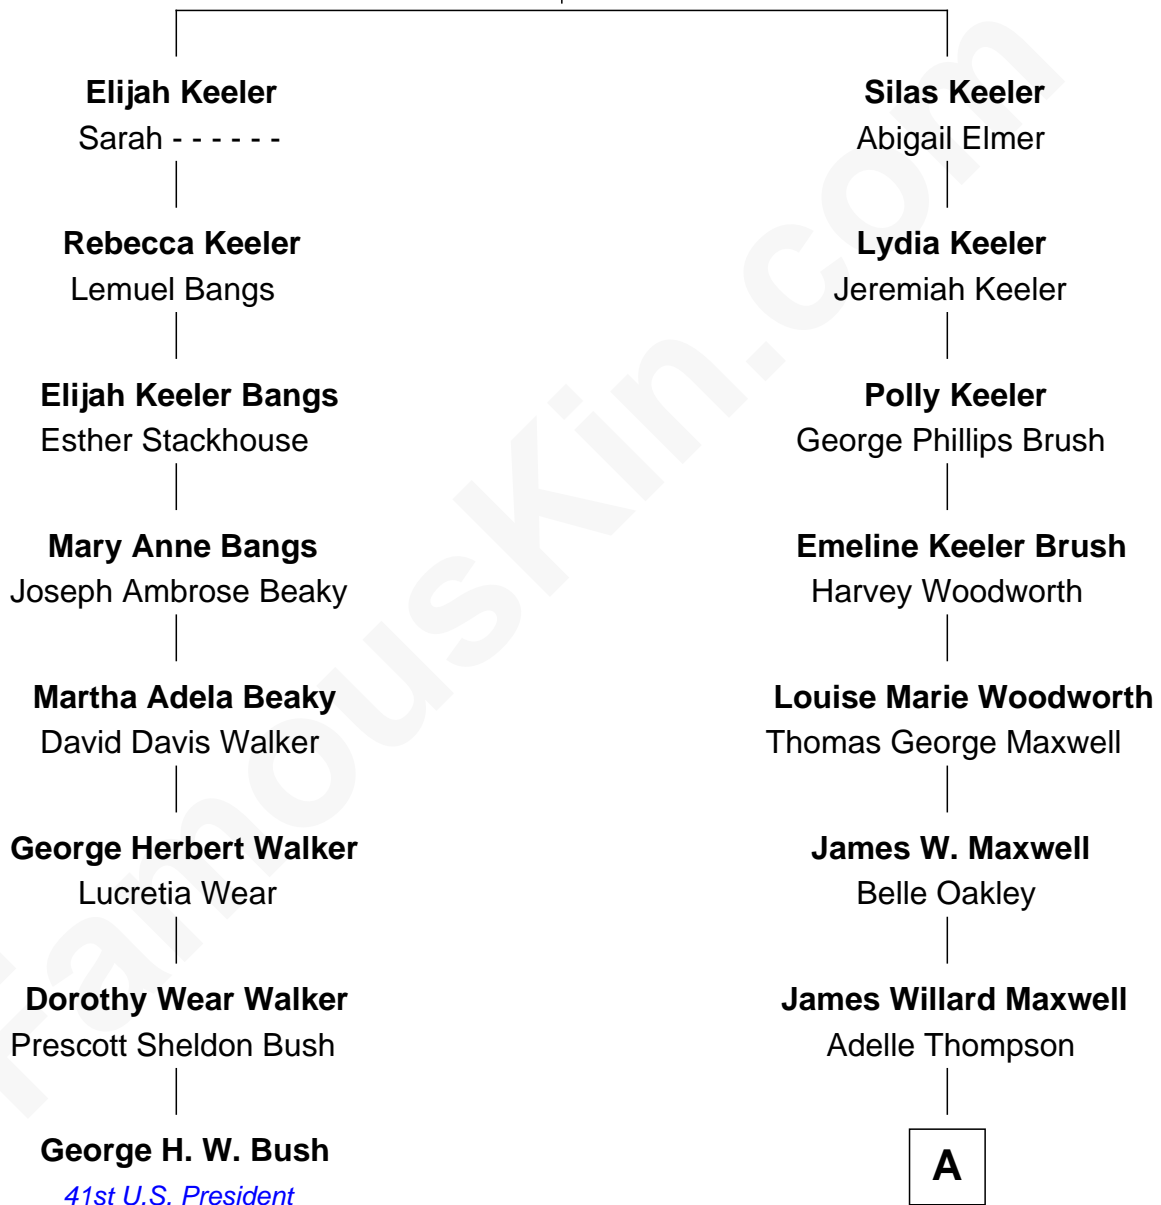 Elijah Keeler
Sarah - - - - - -
Silas Keeler
Abigail Elmer
Rebecca Keeler
Lemuel Bangs
Lydia Keeler
Jeremiah Keeler
Elijah Keeler Bangs
Esther Stackhouse
Polly Keeler
George Phillips Brush
Mary Anne Bangs
Joseph Ambrose Beaky
Emeline Keeler Brush
Harvey Woodworth
Martha Adela Beaky
David Davis Walker
Louise Marie Woodworth
Thomas George Maxwell
George Herbert Walker
Lucretia Wear
James W. Maxwell
Belle Oakley
Dorothy Wear Walker
Prescott Sheldon Bush
James Willard Maxwell
Adelle Thompson
George H. W. Bush
41st U.S. President
A
FamousKin.com